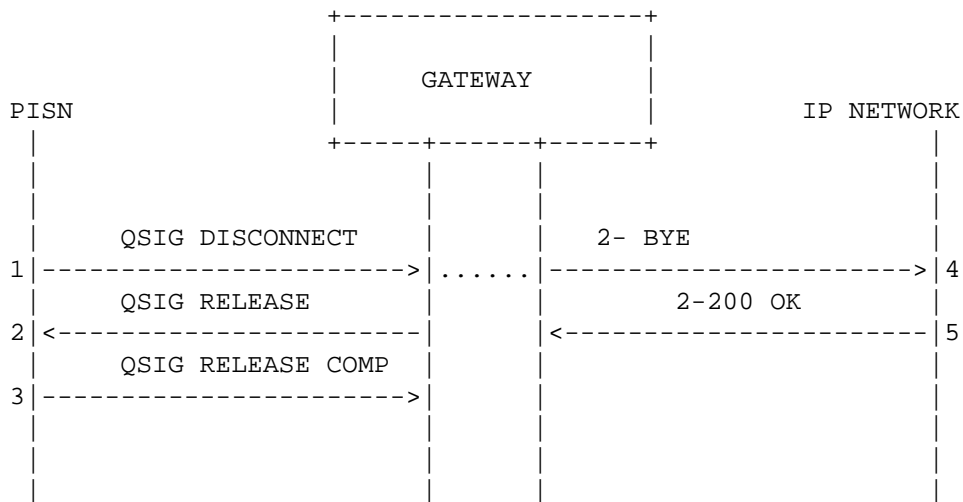 GATEWAY
PISN IP NETWORK
QSIG DISCONNECT 2- BYE
1 ...... 4
QSIG RELEASE 2-200 OK
2 5
QSIG RELEASE COMP
3